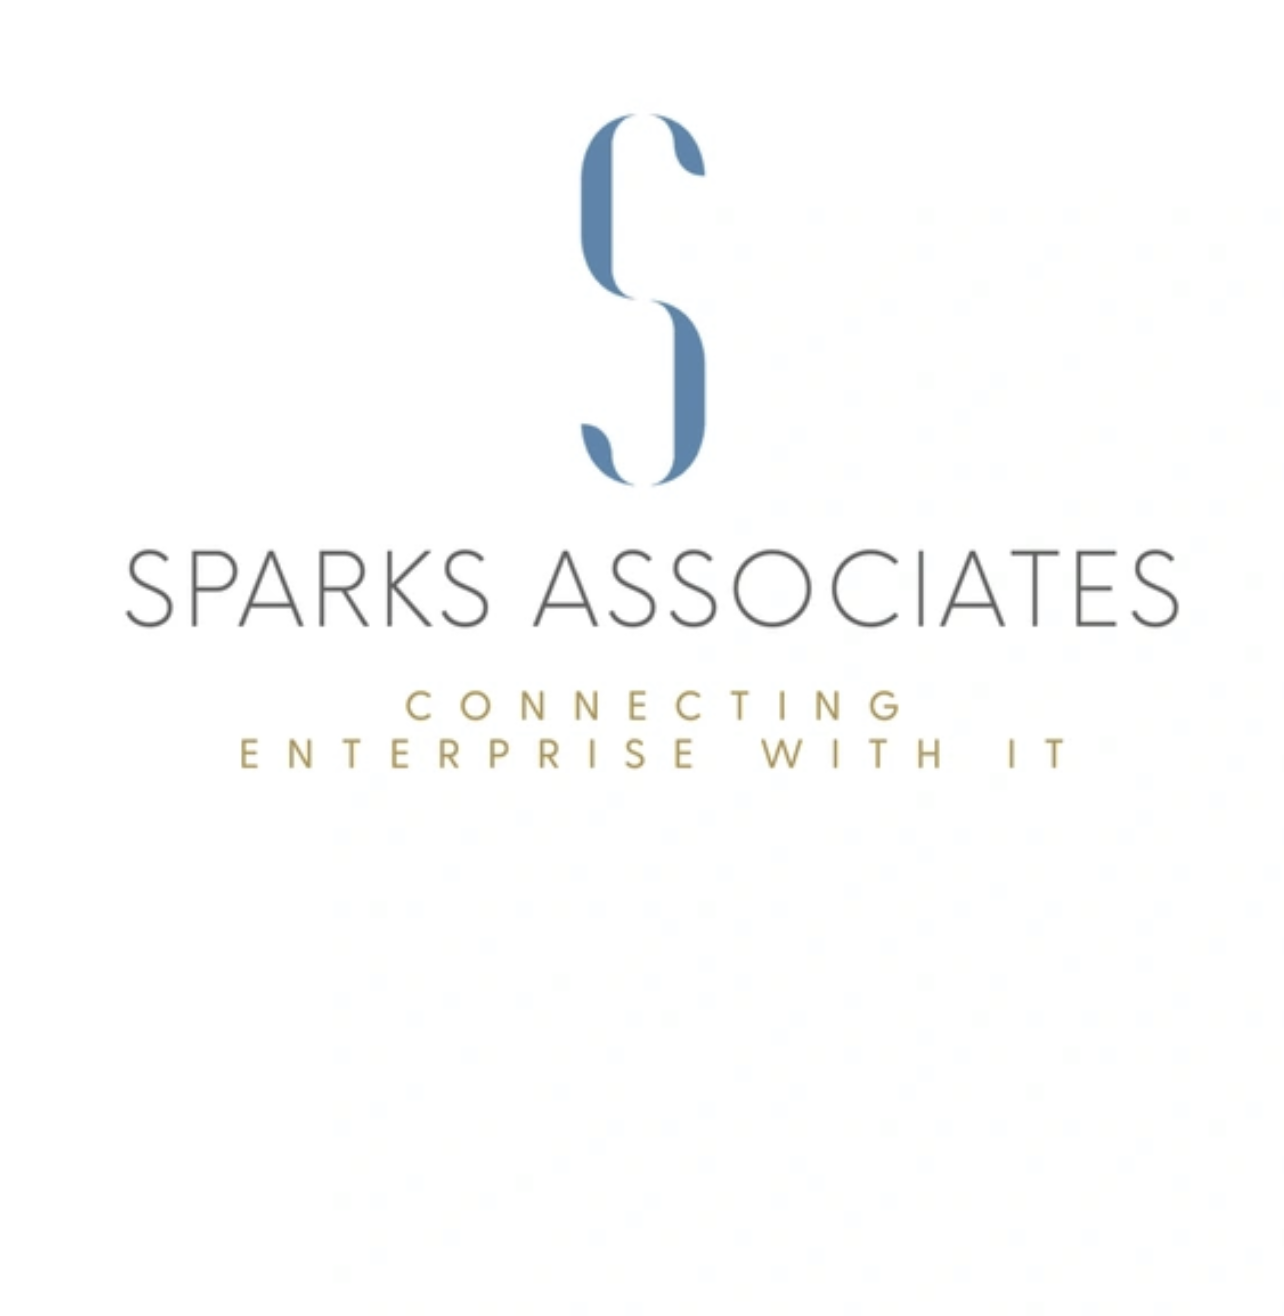 S
SPARKS ASSOCIATES
CONNECTING
ENTERPRISE WITH IT